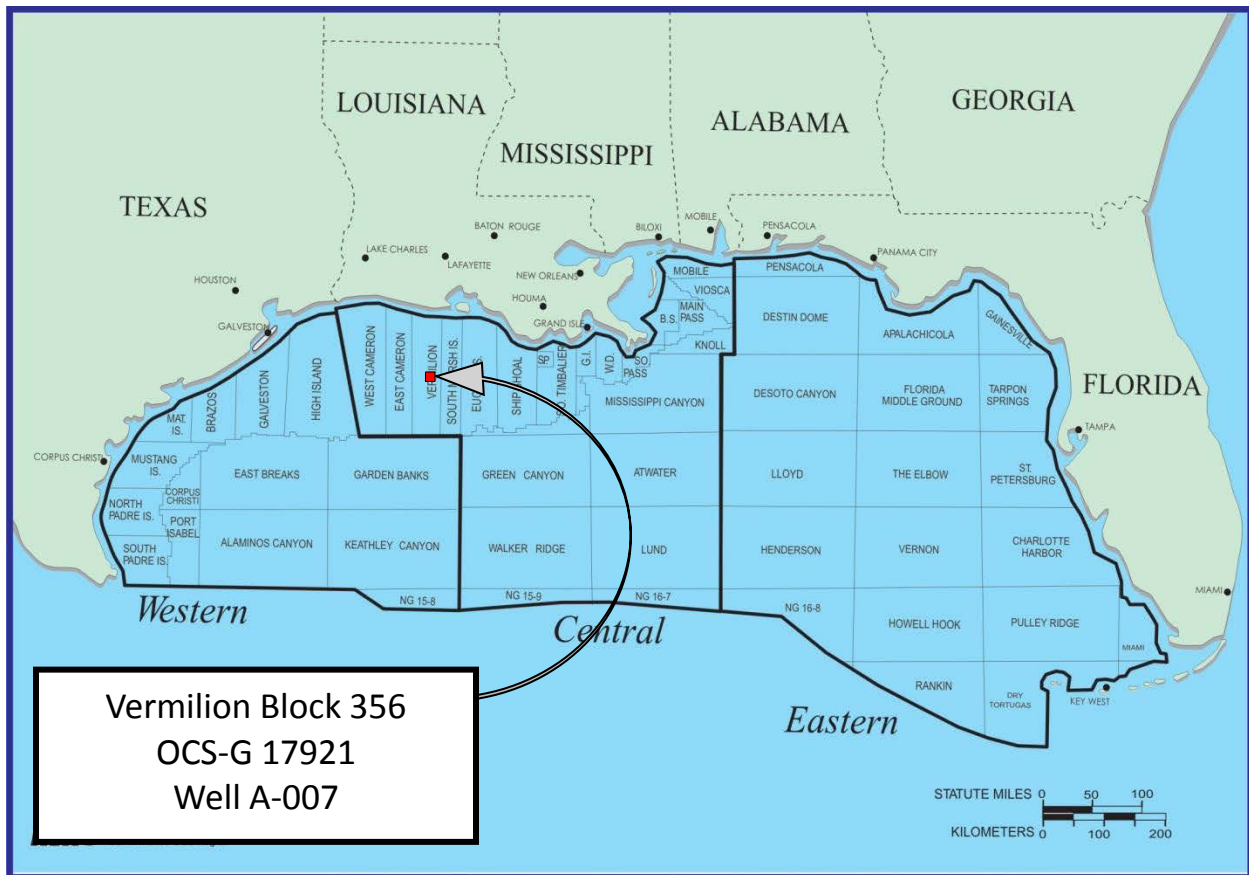 LOUISIANA
MISSISSIPPI
ALABAMA
GEORGIA
TEXAS
FLORIDA
BATON ROUGE
LAKE CHARLES
LAFAYETTE
NEW ORLEANS
HOUMA
GRAND ISLE
BILOXI
MOBILE
PENSACOLA
PANAMA CITY
HOUSTON
GALVESTON
CORPUS CHRISTI
TAMPA
MIAMI
KEY WEST
MOBILE
VIOSCA
KNOLL
MAIN
PASS
B.S.
PENSACOLA
DESTIN DOME
APALACHICOLA
GAINESVILLE
WEST CAMERON
EAST CAMERON
SOUTH MARSH IS.
G.I.
W.D.
SO.
PASS
HIGH ISLAND
GALVESTON
BRAZOS
MAT.
IS.
MUSTANG
IS.
MISSISSIPPI CANYON
DESOTO CANYON
FLORIDA
MIDDLE GROUND
TARPON
SPRINGS
EAST BREAKS
GARDEN BANKS
GREEN CANYON
ATWATER
LLOYD
THE ELBOW
ST.
PETERSBURG
CORPUS
CHRISTI
NORTH
PADRE IS.
PORT
ISABEL
SOUTH
PADRE IS.
ALAMINOS CANYON
KEATHLEY CANYON
WALKER RIDGE
LUND
HENDERSON
VERNON
CHARLOTTE
HARBOR
NG 15-8
NG 15-9
NG 16-7
NG 16-8
HOWELL HOOK
PULLEY RIDGE
MIAMI
RANKIN
DRY
TORTUGAS
Western
Central
Eastern
Vermilion Block 356
OCS-G 17921
Well A-007
STATUTE MILES 0 50 100
KILOMETERS 0 100 200